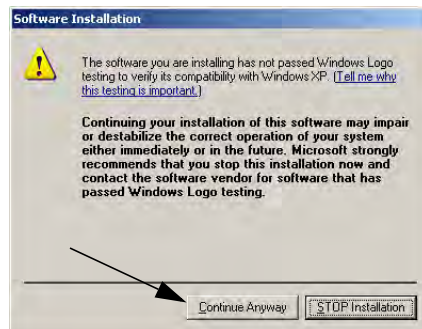 Software Installation
The software you are installing has not passed Windows Logo
testing to verify its compatibility with Windows XP. (Tell me why
this testing is important.)
Continuing your installation of this software may impair
or destabilize the correct operation of your system
either immediately or in the future. Microsoft strongly
recommends that you stop this installation now and
contact the software vendor for software that has
passed Windows Logo testing.
Continue Anyway
STOP Installation